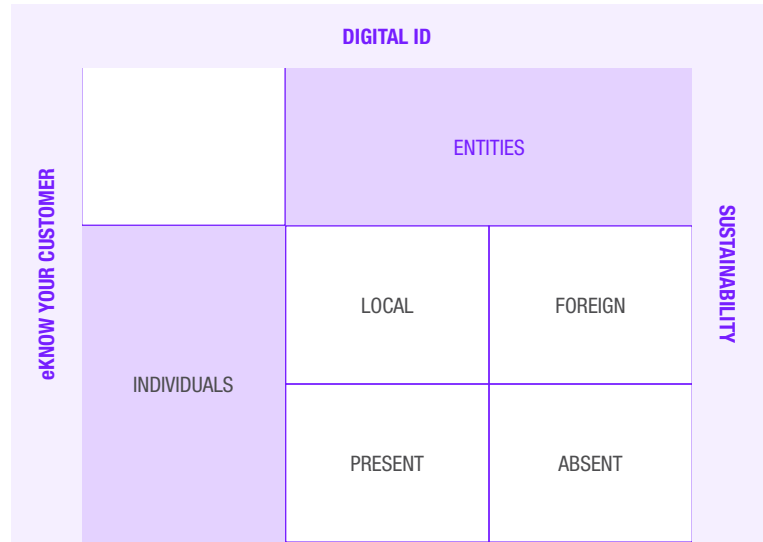 DIGITAL ID
ENTITIES
eKNOW YOUR CUSTOMER
SUSTAINABILITY
LOCAL
FOREIGN
INDIVIDUALS
PRESENT
ABSENT